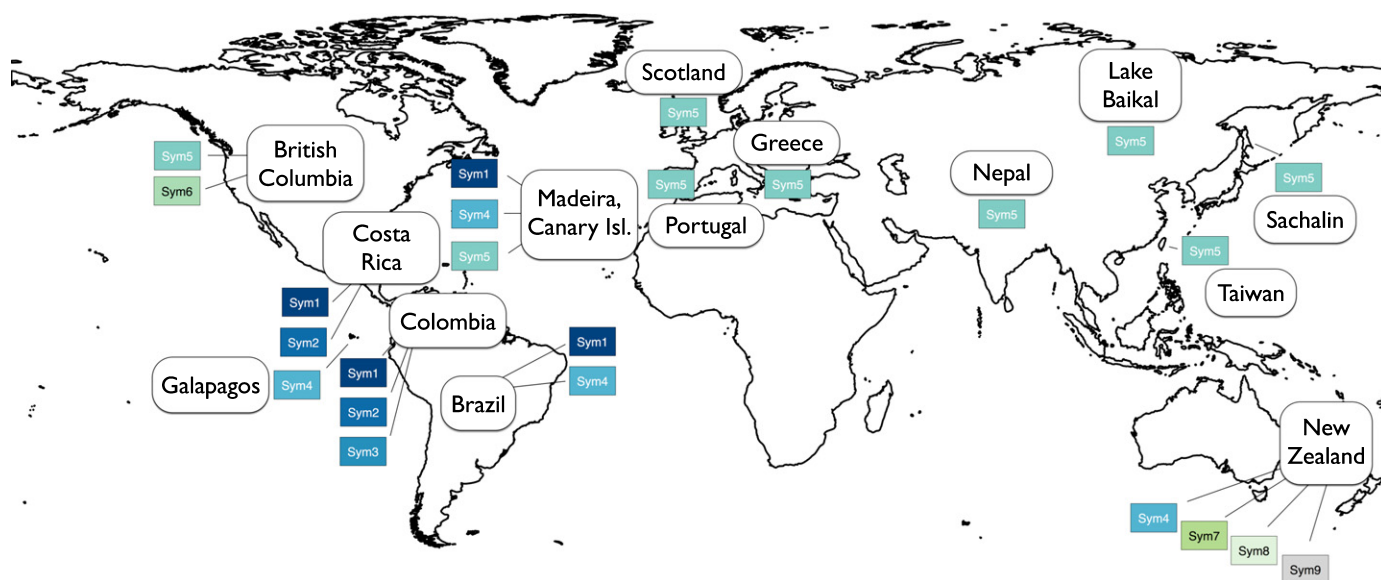 Scotland
Sym5
Lake
Baikal
Sym5
British
Columbia
Sym5
Sym6
Sym1
Sym4
Sym5
Madeira,
Canary Isl.
Greece
Sym5
Sym5
Portugal
Nepal
Sym5
Sym5
Sachalin
Sym5
Taiwan
Costa
Rica
Sym1
Sym2
Colombia
Sym1
Sym2
Sym3
Galapagos
Sym4
Brazil
Sym1
Sym4
New
Zealand
Sym4
Sym7
Sym8
Sym9